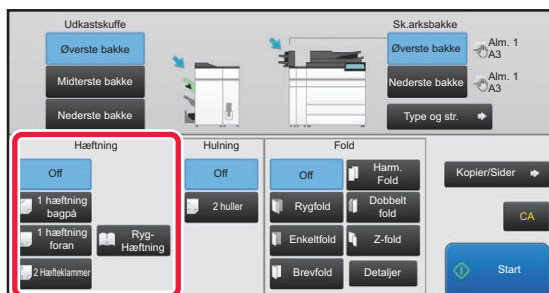 Udkastskuffe
Øverste bakke
Midterste bakke
Nederste bakke
Sk.arksbakke
Øverste bakke
Alm. 1
A3
Nederste bakke
Alm. 1
A3
Type og str.
Hæftning
Off
1 hæftning
bagpå
1 hæftning
foran
Ryg-
Hæftning
2 Hæfteklammer
Hulning
Off
2 huller
Fold
Off
Harm.
Fold
Rygfold
Dobbelt
fold
Enkeltfold
Z-fold
Brevfold
Detaljer
Kopier/Sider
CA
Start